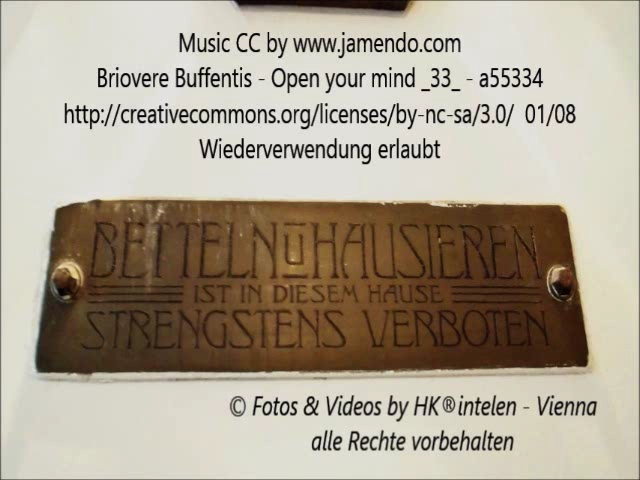 Music CC by www.jamendo.com
Briovere Buffentis - Open your mind _33_ - a55334
http://creativecommons.org/licenses/by-nc-sa/3.0/ 01/08
Wiederverwendung erlaubt
BETTELN U HAUSIEREN
IST IN DIESEM HAUSE
STRENGSTENS VERBOTEN
© Fotos & Videos by HK®intelen - Vienna
alle Rechte vorbehalten